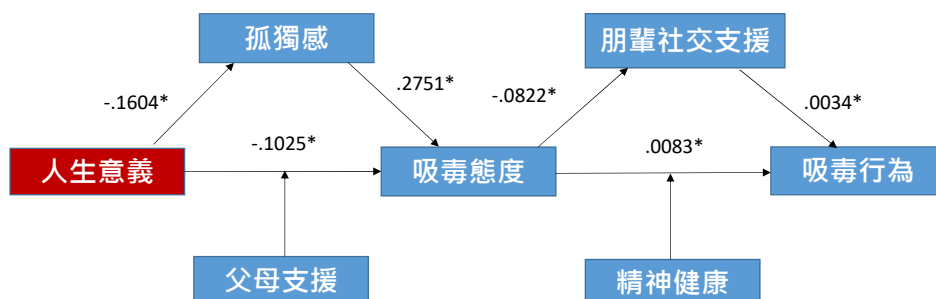 孤獨感
朋輩社交支援
-.1604*
.2751*
-.0822*
.0034*
人生意義
-.1025*
吸毒態度
.0083*
吸毒行為
父母支援
精神健康